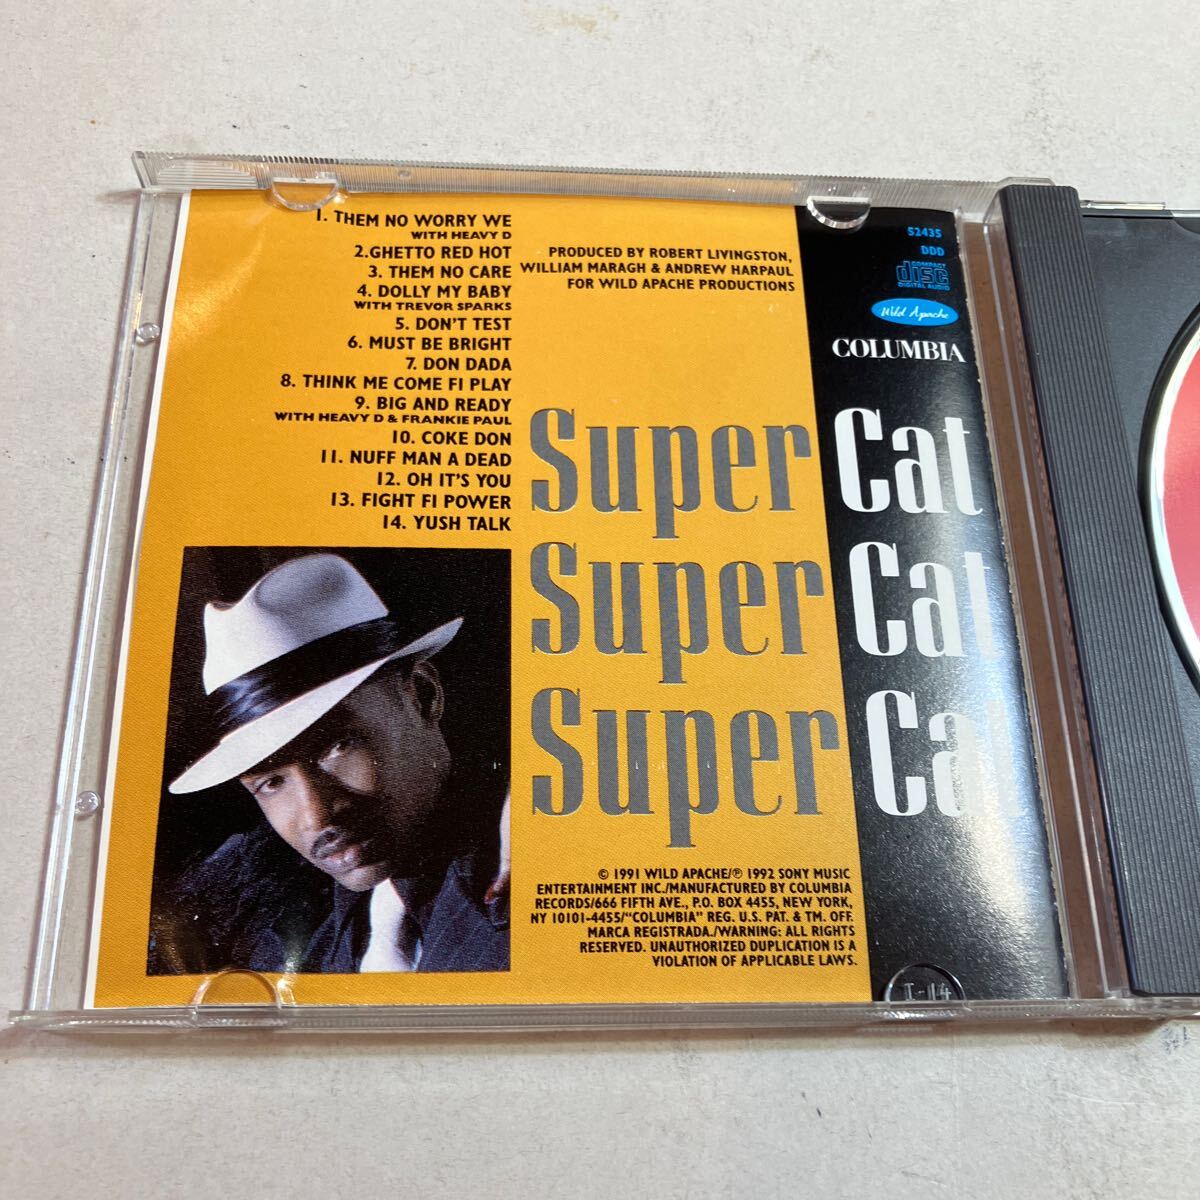 1. THEM NO WORRY WE
WITH HEAVY D
2.GHETTO RED HOT
3. THEM NO CARE
4. DOLLY MY BABY
WITH TREVOR SPARKS
5. DON'T TEST
6. MUST BE BRIGHT
7. DON DADA
8. THINK ME COME FI PLAY
9. BIG AND READY
WITH HEAVY D & FRANKIE PAUL
10. COKE DON
11. NUFF MAN A DEAD
12. OH IT'S YOU
13. FIGHT FI POWER
14. YUSH TALK
PRODUCED BY ROBERT LIVINGSTON,
WILLIAM MARAGH & ANDREW HARPAUL
FOR WILD APACHE PRODUCTIONS
52435
DDD
COMPACT
disc
DIGITAL AUDIO
Wild Apache
COLUMBIA
Super Cat
Super Cat
Super Cat
© 1991 WILD APACHE/℗ 1992 SONY MUSIC
ENTERTAINMENT INC./MANUFACTURED BY COLUMBIA
RECORDS/666 FIFTH AVE., P.O. BOX 4455, NEW YORK,
NY 10101-4455/"COLUMBIA" REG. U.S. PAT. & TM. OFF.
MARCA REGISTRADA./WARNING: ALL RIGHTS
RESERVED. UNAUTHORIZED DUPLICATION IS A
VIOLATION OF APPLICABLE LAWS.